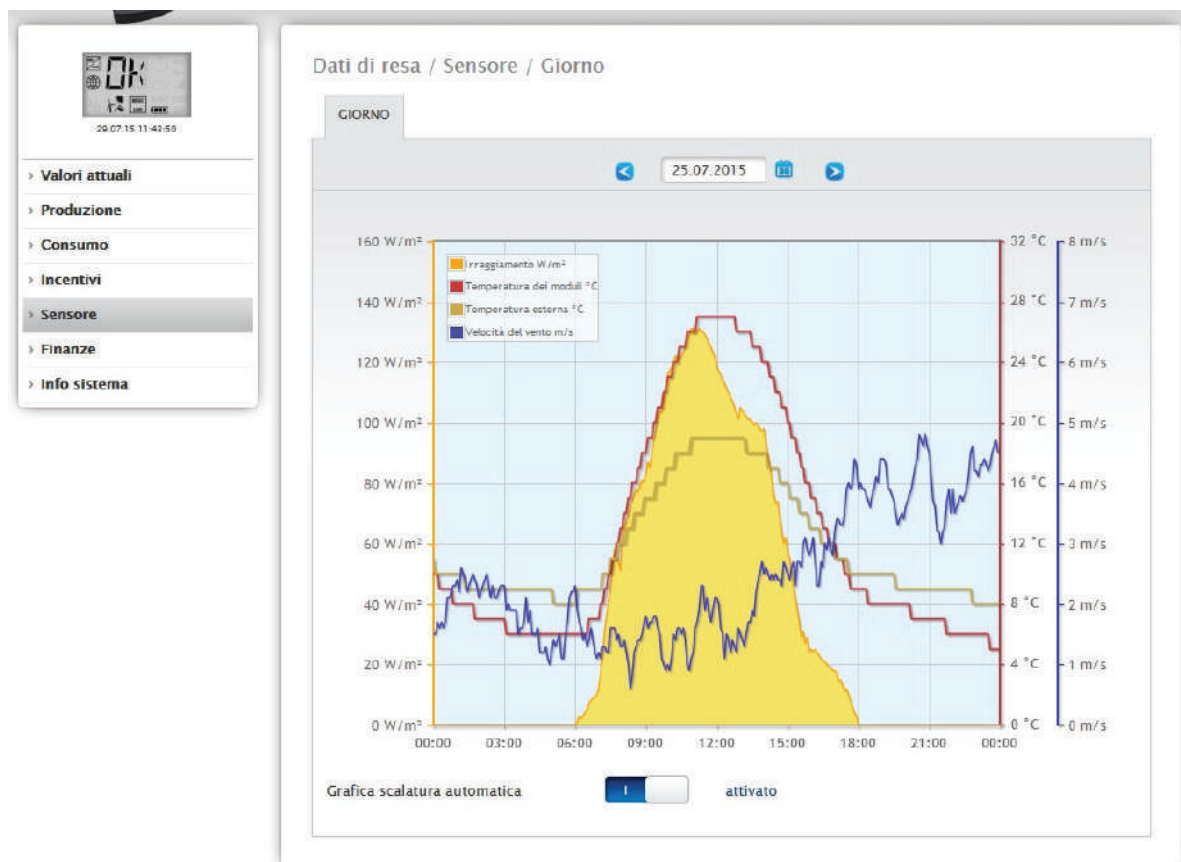 OK
29.07.15 11:42:50
Valori attuali
Produzione
Consumo
Incentivi
Sensore
Finanze
Info sistema
Dati di resa / Sensore / Giorno
GIORNO
25.07.2015
160 W/m²
140 W/m²
120 W/m²
100 W/m²
80 W/m²
60 W/m²
40 W/m²
20 W/m²
0 W/m²
Irraggiamento W/m²
Temperatura dei moduli °C
Temperatura esterna °C
Velocità del vento m/s
32 °C
28 °C
24 °C
20 °C
16 °C
12 °C
8 °C
4 °C
0 °C
8 m/s
7 m/s
6 m/s
5 m/s
4 m/s
3 m/s
2 m/s
1 m/s
0 m/s
00:00 03:00 06:00 09:00 12:00 15:00 18:00 21:00 00:00
Grafica scalatura automatica I attivato